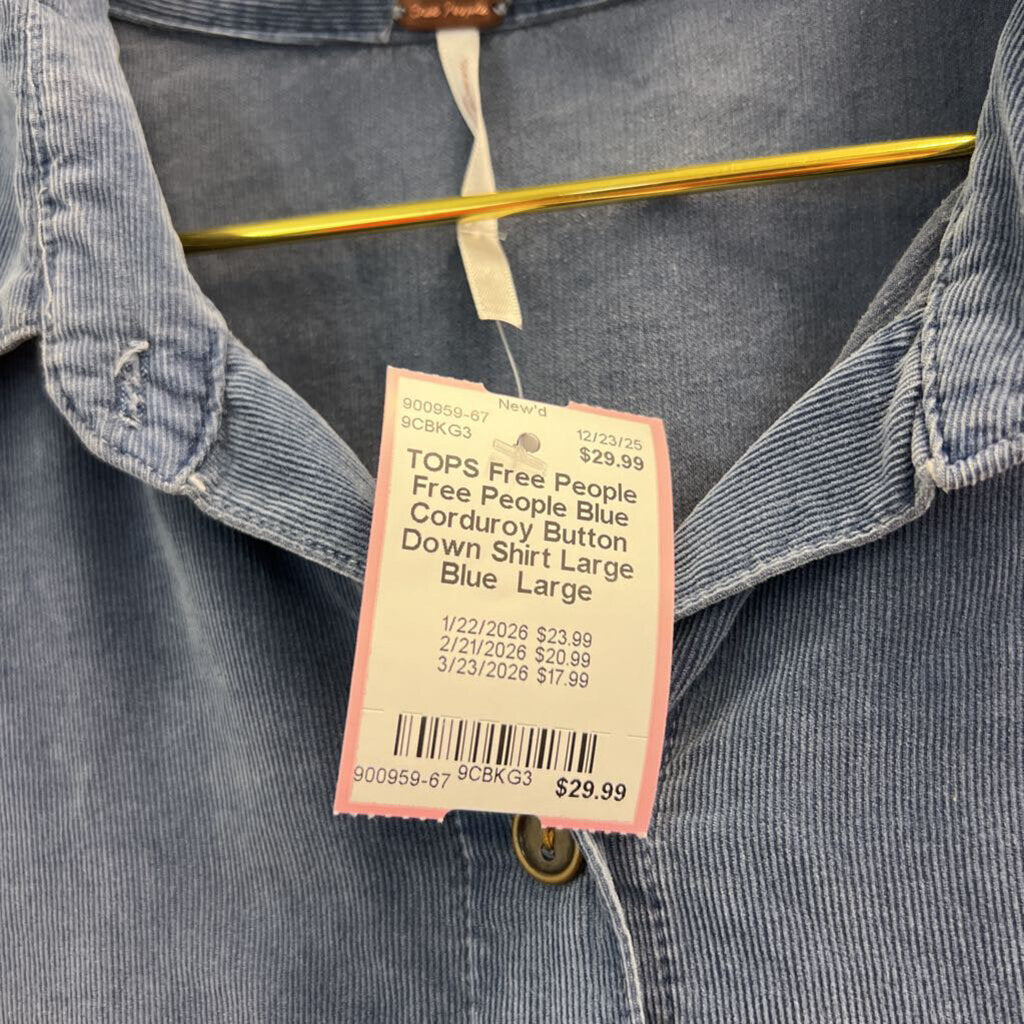 Free People
New'd
900959-67
9CBKG3
12/23/25
$29.99
TOPS Free People
Free People Blue
Corduroy Button
Down Shirt Large
Blue Large
1/22/2026 $23.99
2/21/2026 $20.99
3/23/2026 $17.99
900959-67 9CBKG3 $29.99